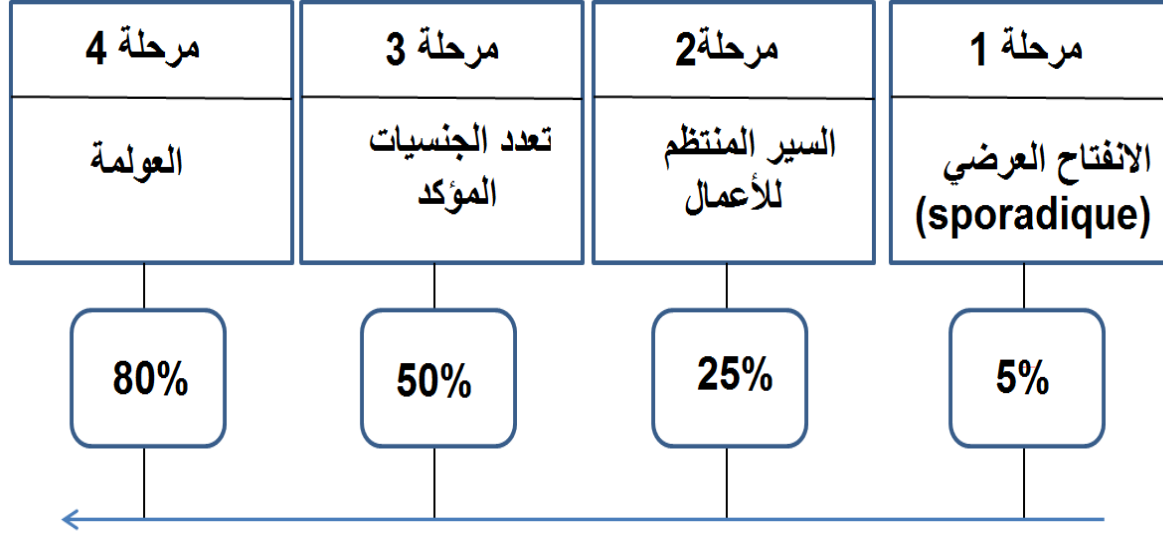 مرحلة 1
الانفتاح العرضي
(sporadique)
5%
مرحلة2
السير المنتظم
للأعمال
25%
مرحلة 3
تعدد الجنسيات
المؤكد
50%
مرحلة 4
العولمة
80%